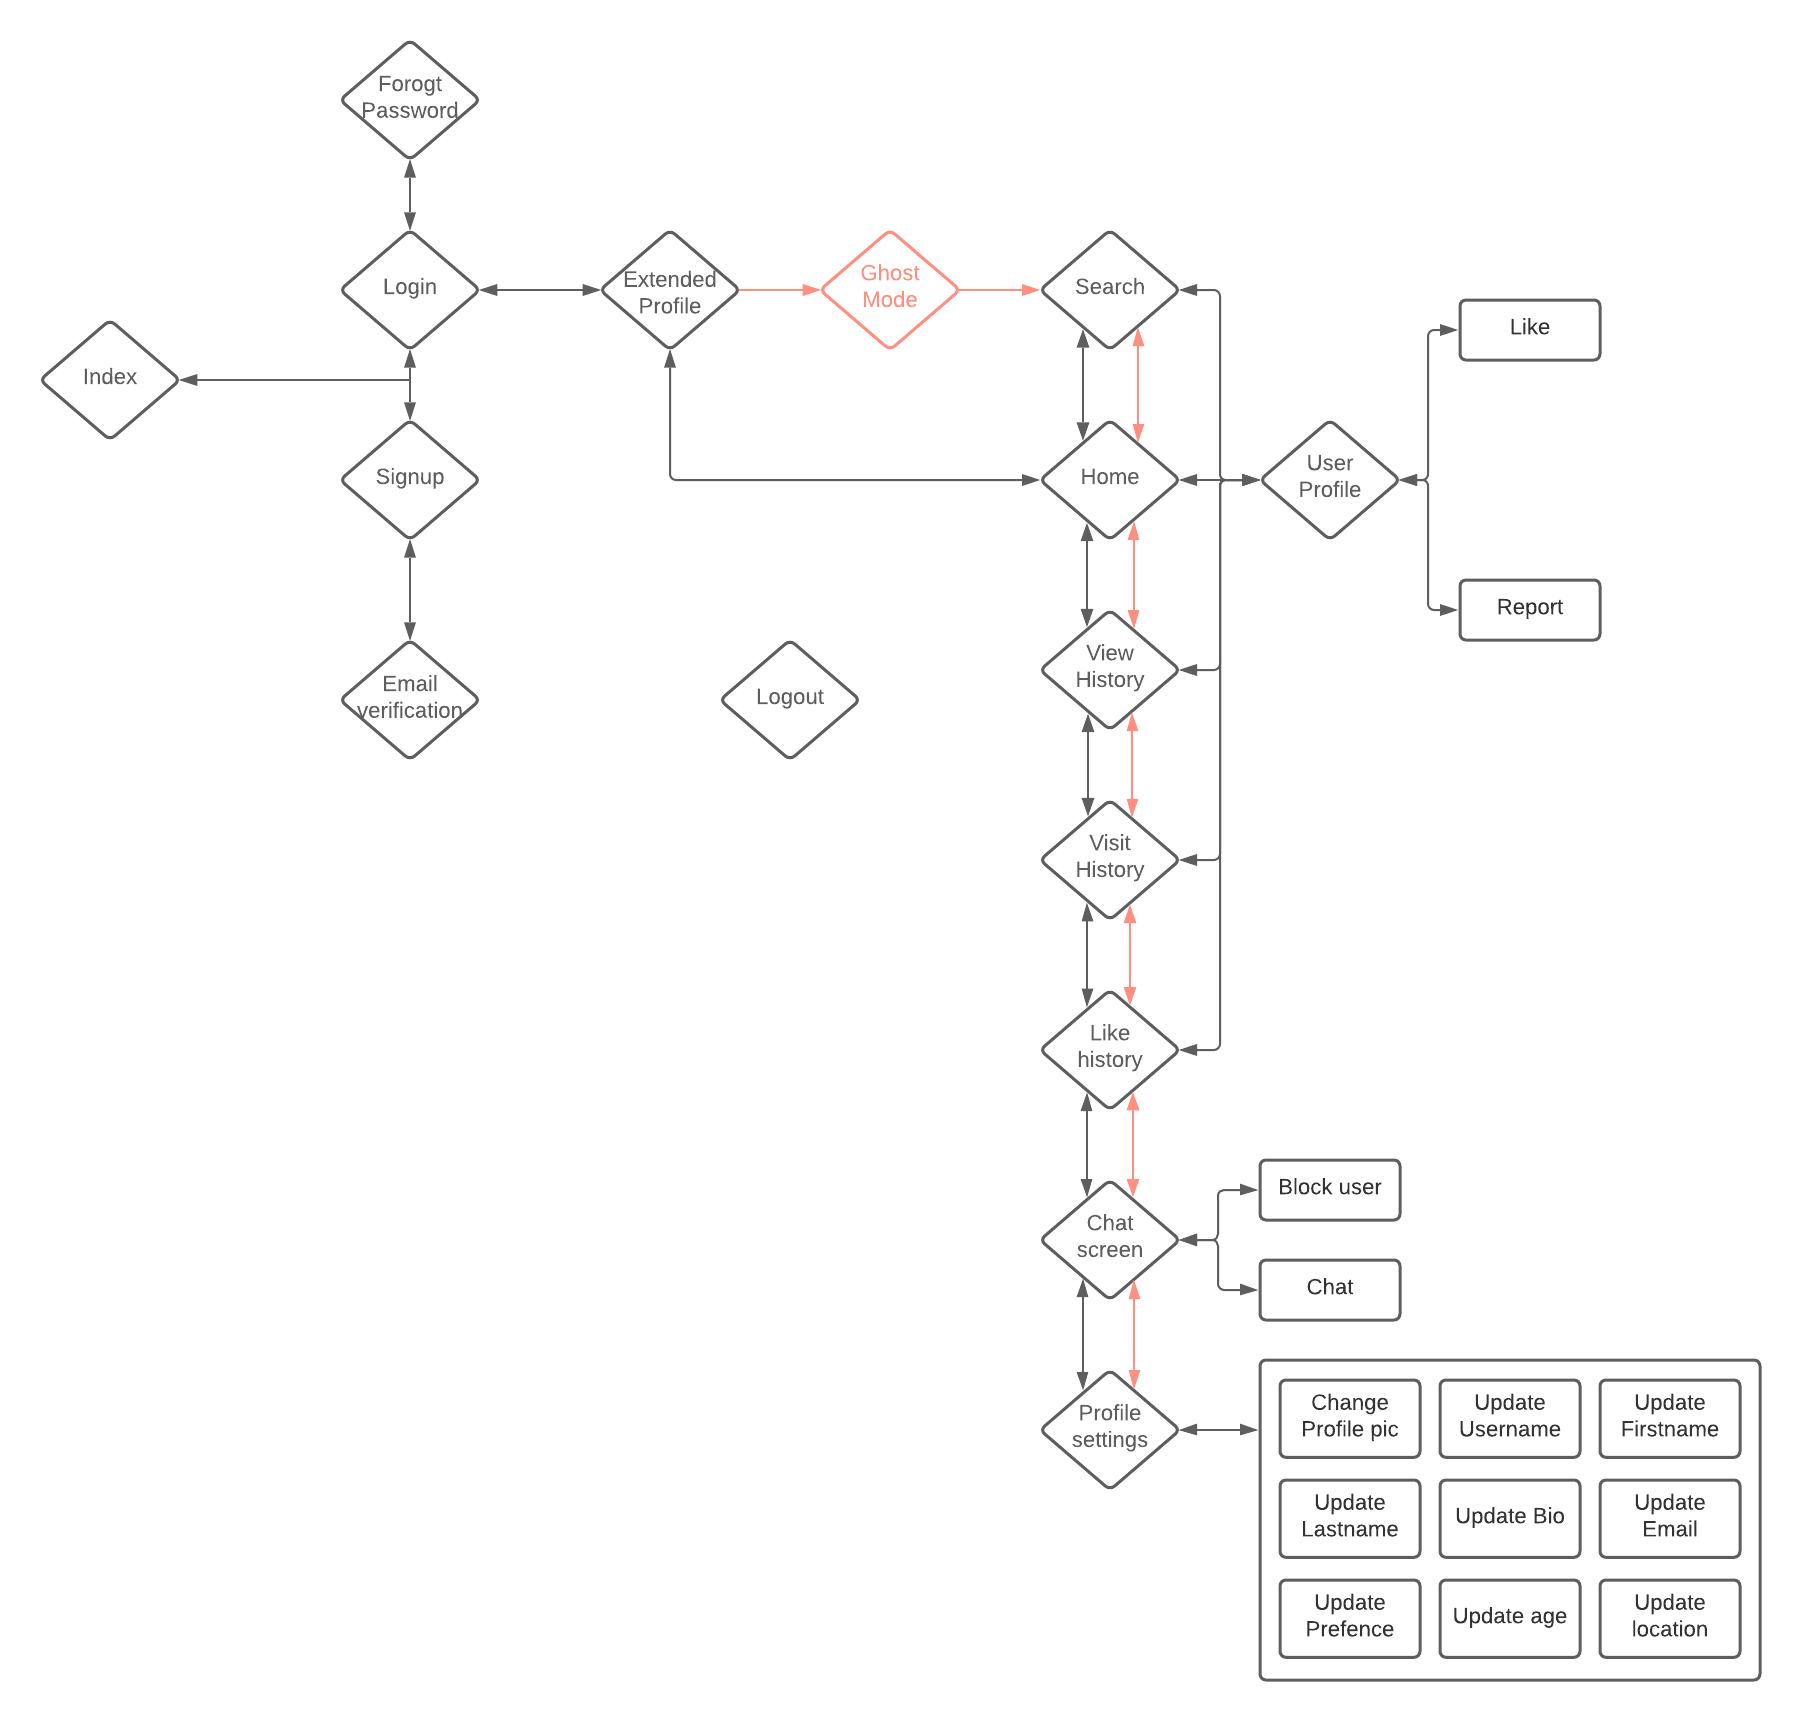 Forogt
Password
Login
Extended
Profile
Ghost
Mode
Search
Like
Index
Signup
Home
User
Profile
Report
Email
verification
Logout
View
History
Visit
History
Like
history
Chat
screen
Block user
Chat
Profile
settings
Change
Profile pic
Update
Username
Update
Firstname
Update
Lastname
Update Bio
Update
Email
Update
Prefence
Update age
Update
location